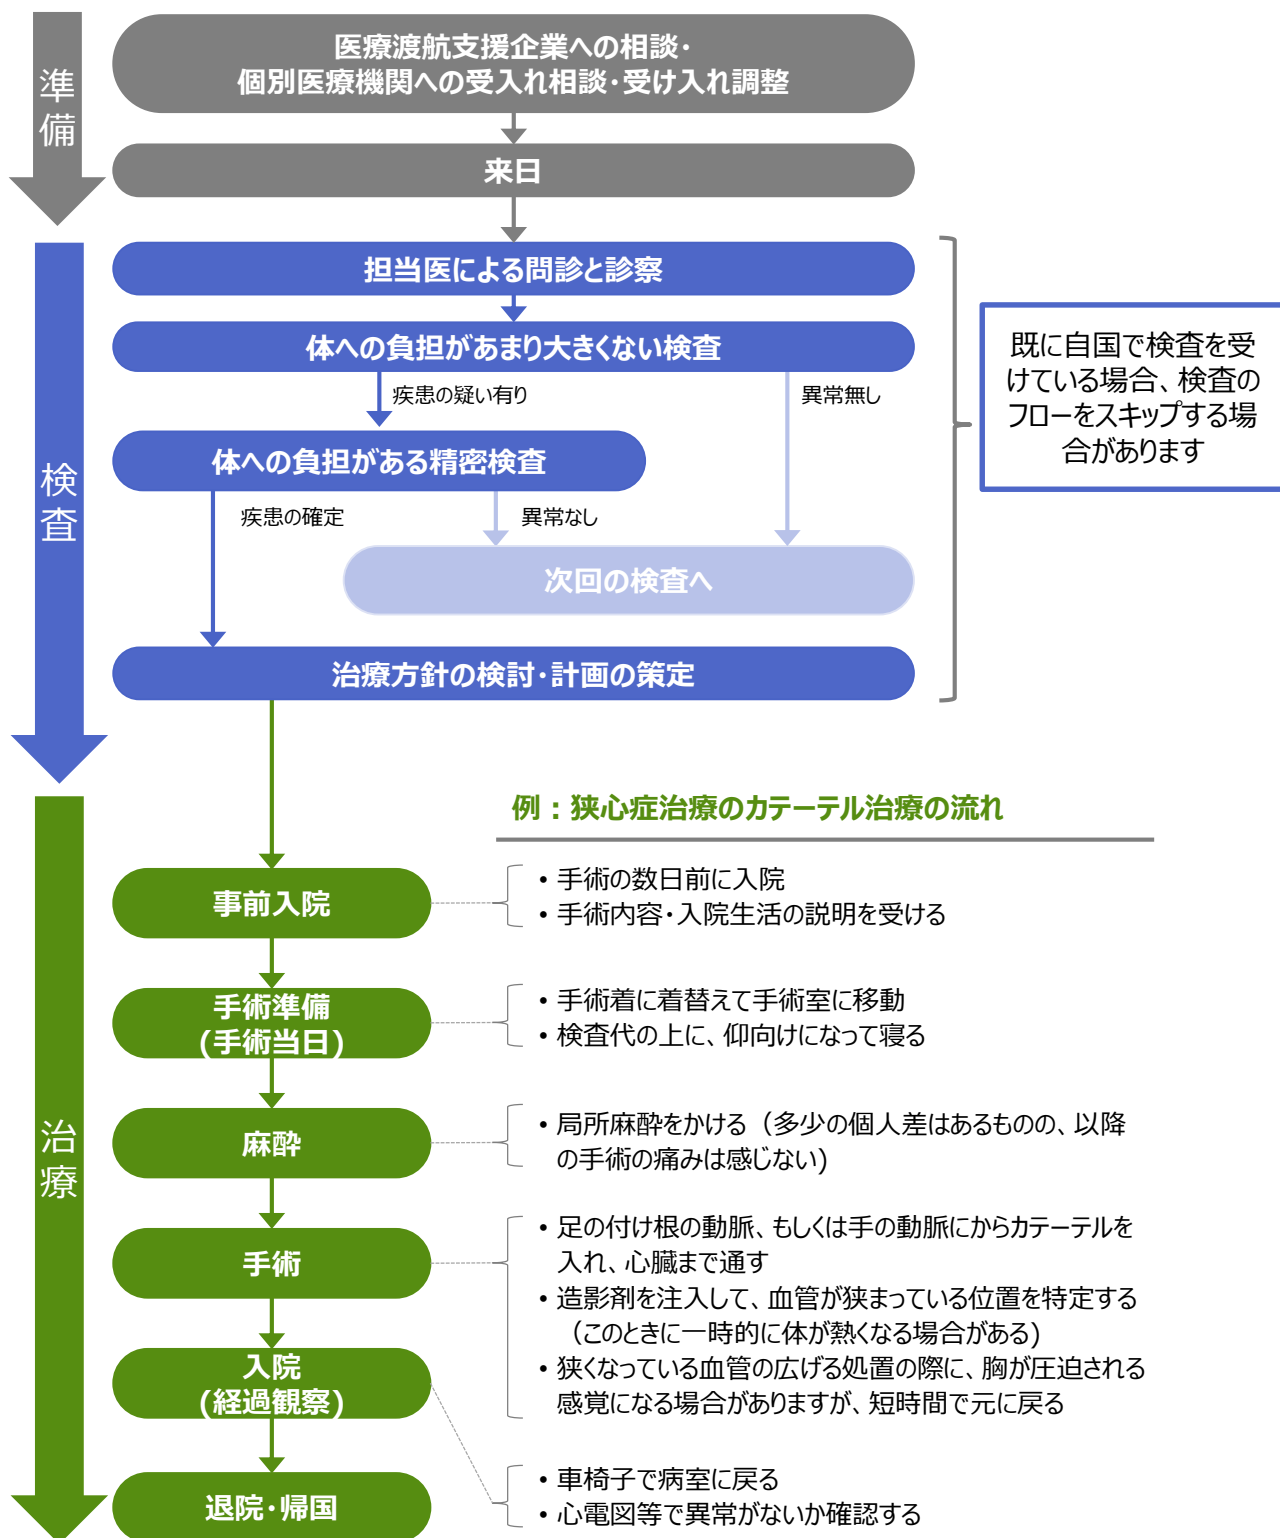 準備
医療渡航支援企業への相談・
個別医療機関への受入れ相談・受け入れ調整
来日
検査
担当医による問診と診察
体への負担があまり大きくない検査
疾患の疑い有り
異常無し
体への負担がある精密検査
疾患の確定
異常なし
次回の検査へ
治療方針の検討・計画の策定
既に自国で検査を受
けている場合、検査の
フローをスキップする場
合があります
治療
例：狭心症治療のカテーテル治療の流れ
事前入院
• 手術の数日前に入院
• 手術内容・入院生活の説明を受ける
手術準備
(手術当日)
• 手術着に着替えて手術室に移動
• 検査代の上に、仰向けになって寝る
麻酔
• 局所麻酔をかける（多少の個人差はあるものの、以降
の手術の痛みは感じない)
手術
• 足の付け根の動脈、もしくは手の動脈にからカテーテルを
入れ、心臓まで通す
• 造影剤を注入して、血管が狭まっている位置を特定する
（このときに一時的に体が熱くなる場合がある)
• 狭くなっている血管の広げる処置の際に、胸が圧迫される
感覚になる場合がありますが、短時間で元に戻る
入院
(経過観察)
• 車椅子で病室に戻る
• 心電図等で異常がないか確認する
退院・帰国